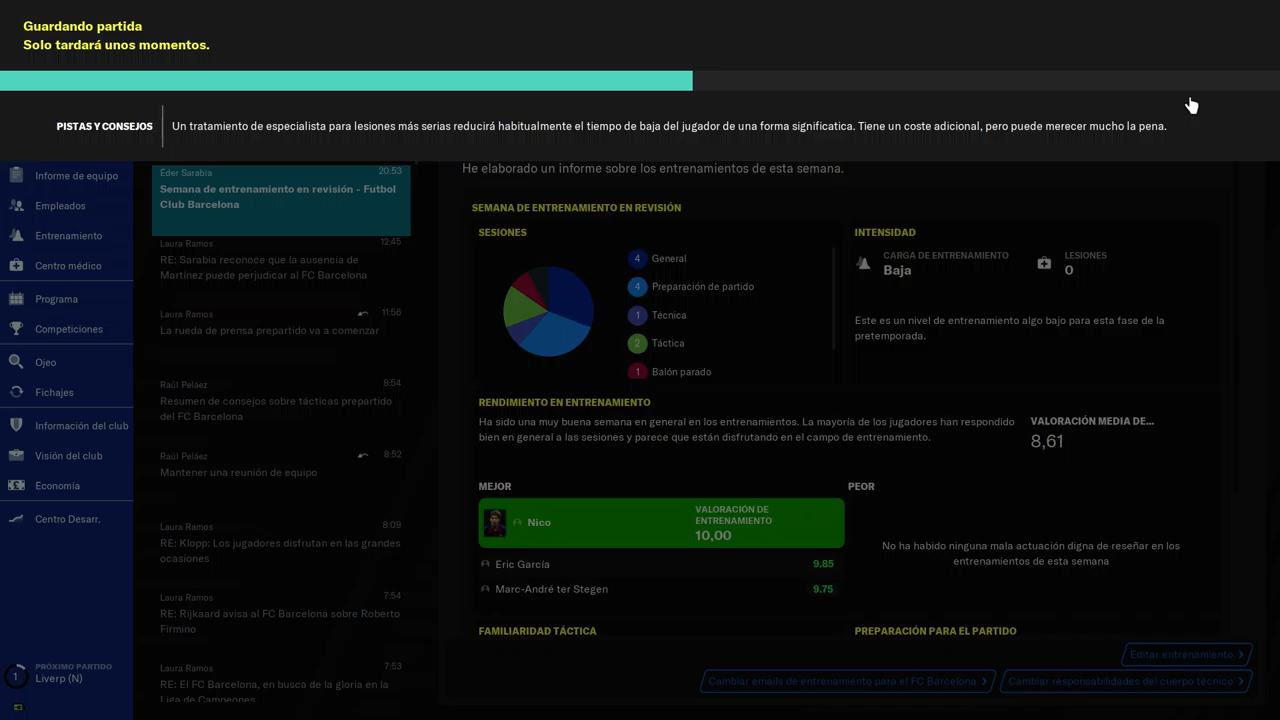 Guardando partida
Solo tardará unos momentos.
PISTAS Y CONSEJOS
Un tratamiento de especialista para lesiones más serias reducirá habitualmente el tiempo de baja del jugador de una forma significatica. Tiene un coste adicional, pero puede merecer mucho la pena.
Informe de equipo
Empleados
Entrenamiento
Centro médico
Programa
Competiciones
Ojeo
Fichajes
Información del club
Visión del club
Economía
Centro Desarr.
1
PRÓXIMO PARTIDO
Liverp (N)
Eder Sarabia 20:53
Semana de entrenamiento en revisión - Futbol
Club Barcelona
Laura Ramos 12:45
RE: Sarabia reconoce que la ausencia de
Martínez puede perjudicar al FC Barcelona
Laura Ramos 11:56
La rueda de prensa prepartido va a comenzar
Raúl Peláez 8:54
Resumen de consejos sobre tácticas prepartido
del FC Barcelona
Raúl Peláez 8:52
Mantener una reunión de equipo
Laura Ramos 8:09
RE: Klopp: Los jugadores disfrutan en las grandes
ocasiones
Laura Ramos 7:54
RE: Rijkaard avisa al FC Barcelona sobre Roberto
Firmino
Laura Ramos 7:53
RE: El FC Barcelona, en busca de la gloria en la
Liga de Campeones
He elaborado un informe sobre los entrenamientos de esta semana.
SEMANA DE ENTRENAMIENTO EN REVISIÓN
SESIONES
4 General
4 Preparación de partido
1 Técnica
2 Táctica
1 Balón parado
INTENSIDAD
CARGA DE ENTRENAMIENTO
Baja
LESIONES
0
Este es un nivel de entrenamiento algo bajo para esta fase de la
pretemporada.
RENDIMIENTO EN ENTRENAMIENTO
Ha sido una muy buena semana en general en los entrenamientos. La mayoría de los jugadores han respondido
bien en general a las sesiones y parece que están disfrutando en el campo de entrenamiento.
VALORACIÓN MEDIA DE...
8,61
MEJOR
Nico
VALORACIÓN DE
ENTRENAMIENTO
10,00
Eric García 9.85
Marc-André ter Stegen 9.75
PEOR
No ha habido ninguna mala actuación digna de reseñar en los
entrenamientos de esta semana
FAMILIARIDAD TÁCTICA
PREPARACIÓN PARA EL PARTIDO
Editar entrenamiento
Cambiar emails de entrenamiento para el FC Barcelona
Cambiar responsabilidades del cuerpo técnico